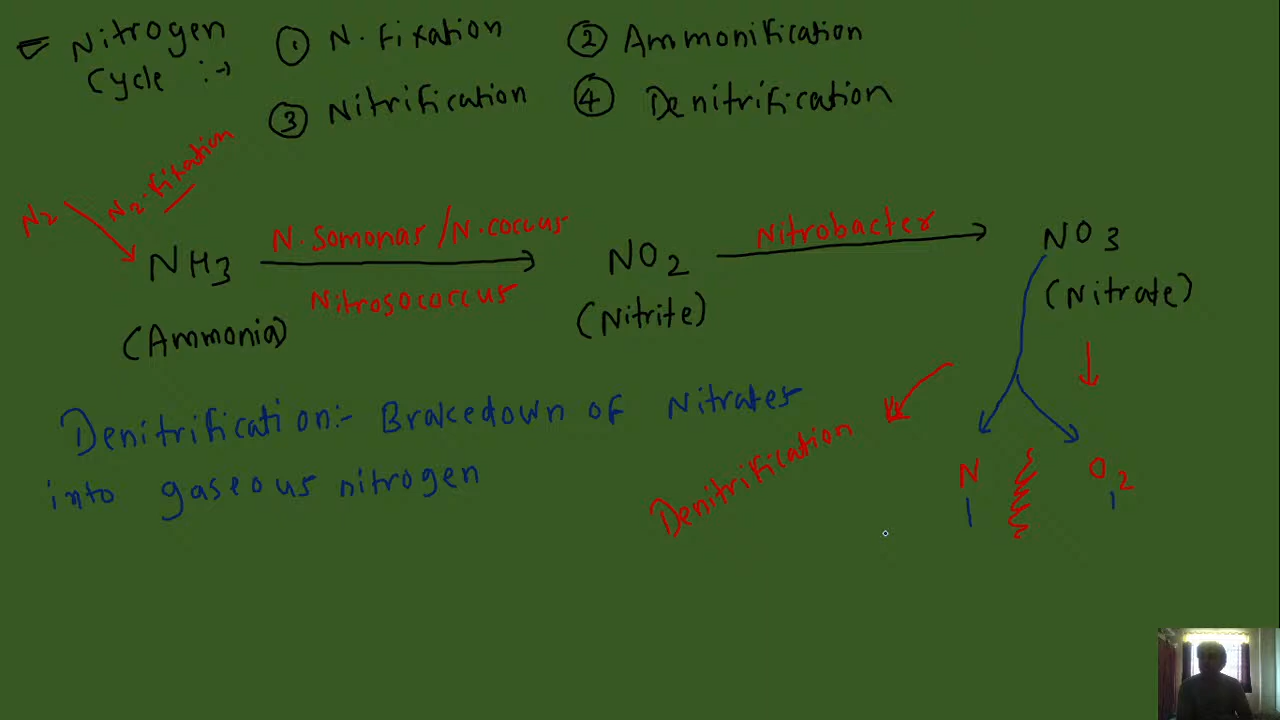 Nitrogen Cycle :->
① N. Fixation ② Ammonification
③ Nitrification ④ Denitrification
N2 N2-Fixation
NH3 N. Somonas / N. coccus NO2 Nitrobacter NO3
Nitrosococcus
(Ammonia) (Nitrite) (Nitrate)
Denitrification:- Brakedown of Nitrates
into gaseous nitrogen
Denitrification
N O2